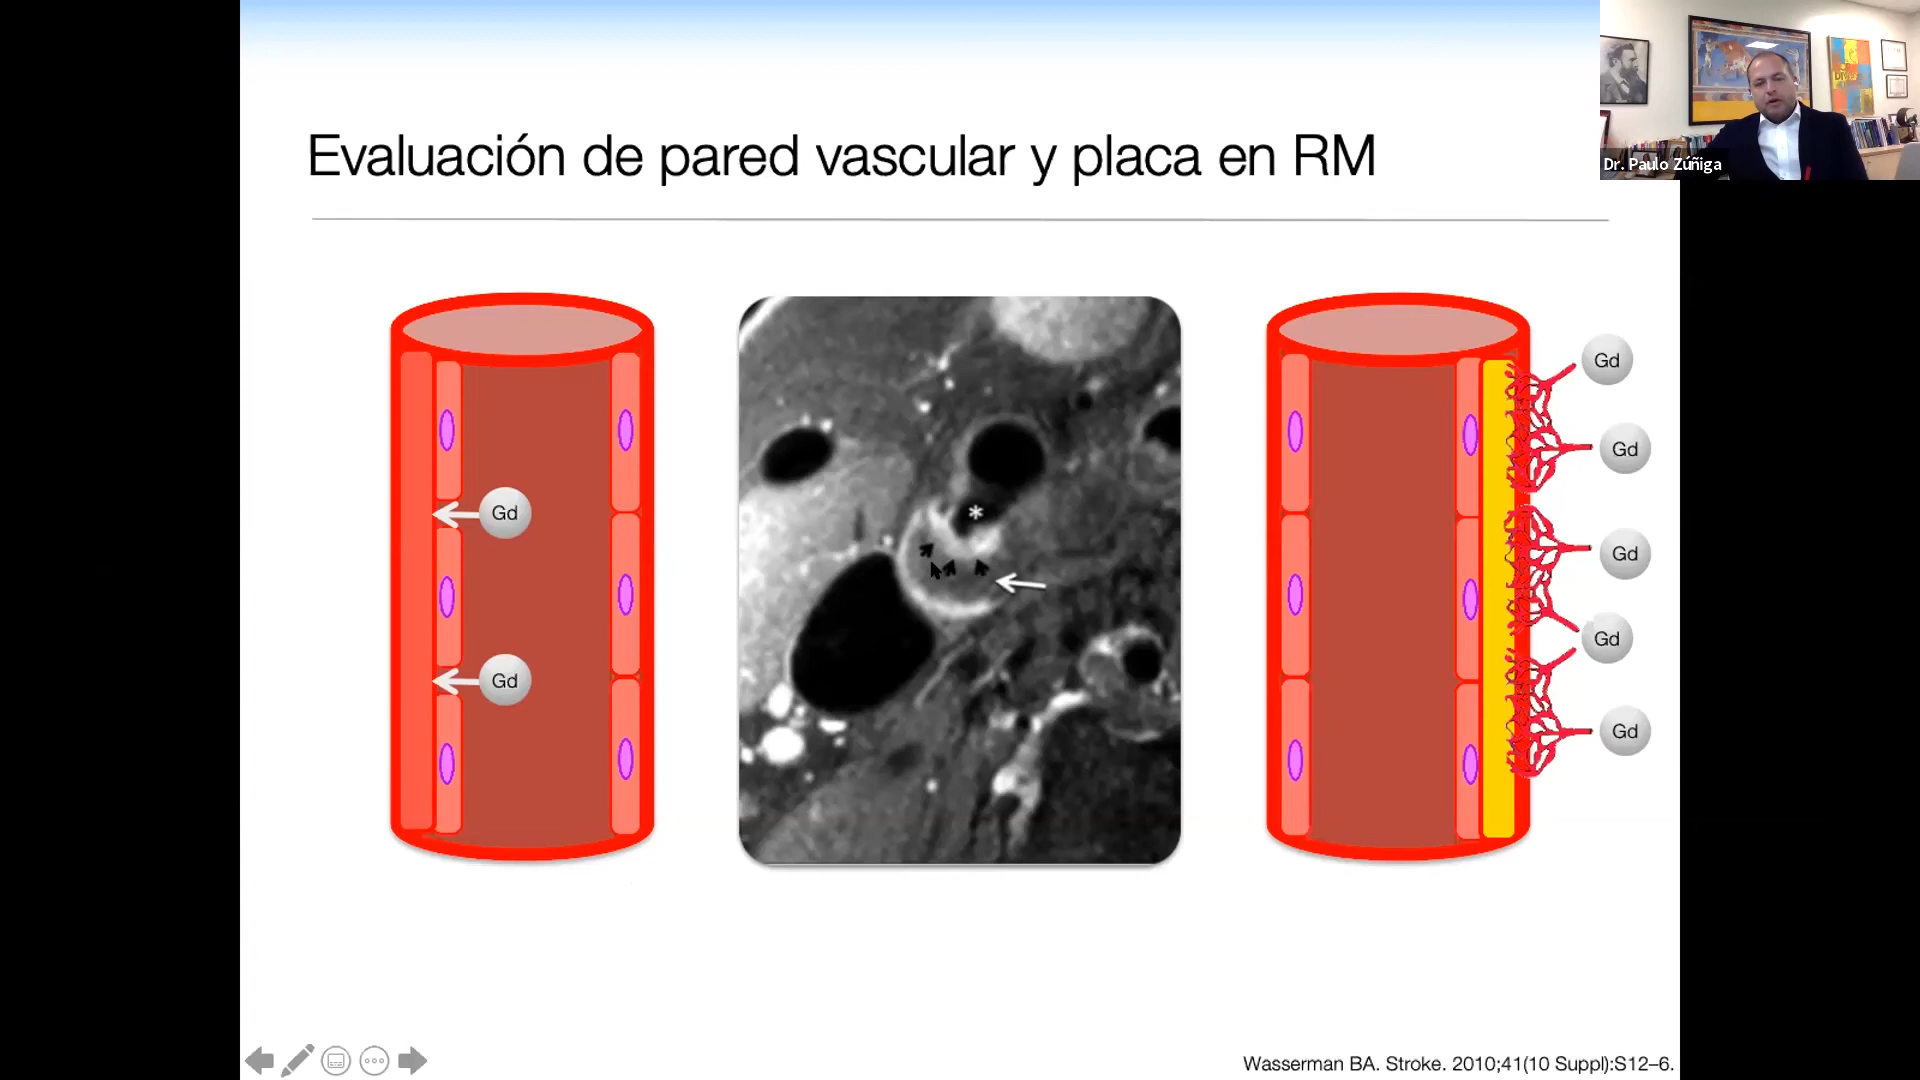 Evaluación de pared vascular y placa en RM
Dr. Paulo Zúñiga
Gd
Gd
*
Gd
Gd
Gd
Gd
Gd
Wasserman BA. Stroke. 2010;41(10 Suppl):S12–6.